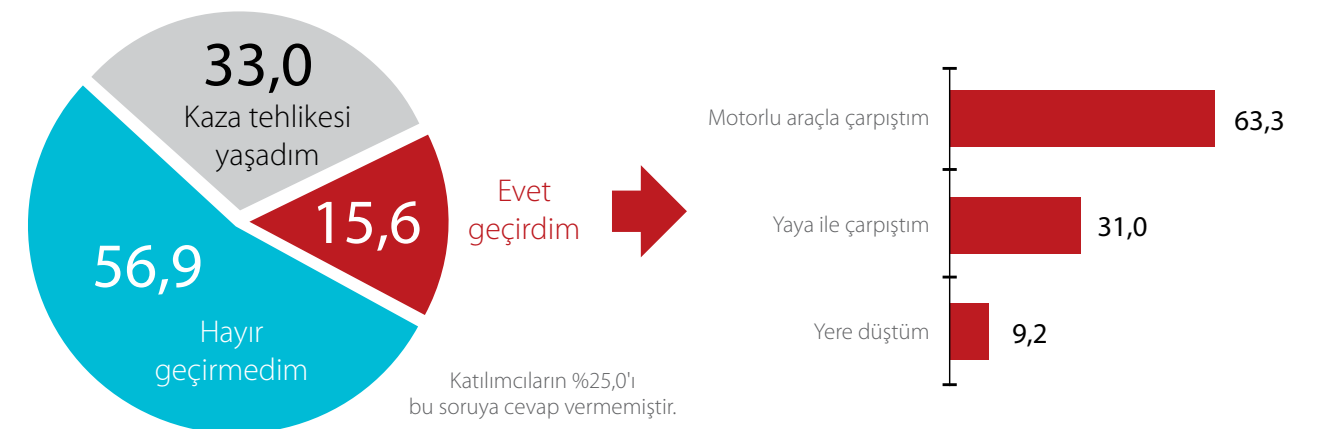 33,0
Kaza tehlikesi
yaşadım
15,6
Evet
geçirdim
56,9
Hayır
geçirmedim
Katılımcıların %25,0'ı
bu soruya cevap vermemiştir.
Motorlu araçla çarpıştım
63,3
Yaya ile çarpıştım
31,0
Yere düştüm
9,2